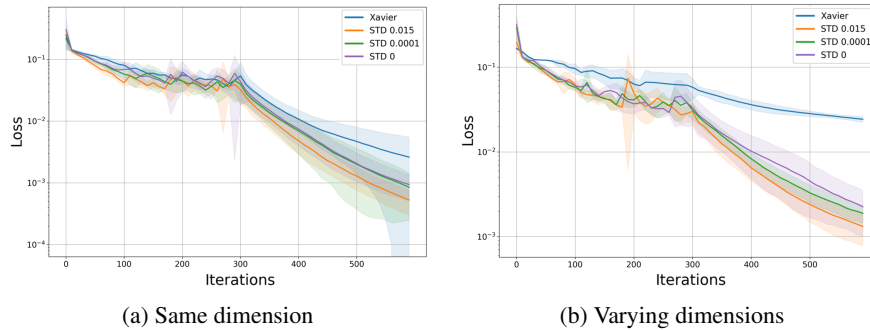 Xavier
STD 0.015
STD 0.0001
STD 0
10⁻¹
10⁻²
10⁻³
10⁻⁴
Loss
0 100 200 300 400 500
Iterations
(a) Same dimension
Xavier
STD 0.015
STD 0.0001
STD 0
10⁻¹
10⁻²
10⁻³
Loss
0 100 200 300 400 500
Iterations
(b) Varying dimensions